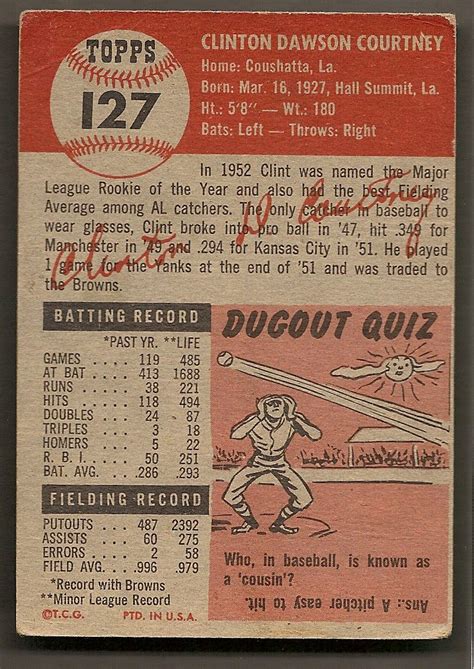 TOPPS
127
CLINTON DAWSON COURTNEY
Home: Coushatta, La.
Born: Mar. 16, 1927, Hall Summit, La.
Ht.: 5'8" — Wt.: 180
Bats: Left — Throws: Right
In 1952 Clint was named the Major
League Rookie of the Year and also had the best Fielding
Average among AL catchers. The only catcher in baseball to
wear glasses, Clint broke into pro ball in '47, hit .349 for
Manchester in '49 and .294 for Kansas City in '51. He played
1 game for the Yanks at the end of '51 and was traded to
the Browns.
Clinton D. Courtney
BATTING RECORD
*PAST YR. **LIFE
GAMES 119 485
AT BAT 413 1688
RUNS 38 221
HITS 118 494
DOUBLES 24 87
TRIPLES 3 18
HOMERS 5 22
R. B. I. 50 251
BAT. AVG. .286 .293
FIELDING RECORD
PUTOUTS 487 2392
ASSISTS 60 275
ERRORS 2 58
FIELD AVG. .996 .979
*Record with Browns
**Minor League Record
©T.C.G. PTD. IN U.S.A.
DUGOUT QUIZ
Who, in baseball, is known as
a 'cousin'?
Ans.: A pitcher easy to hit.